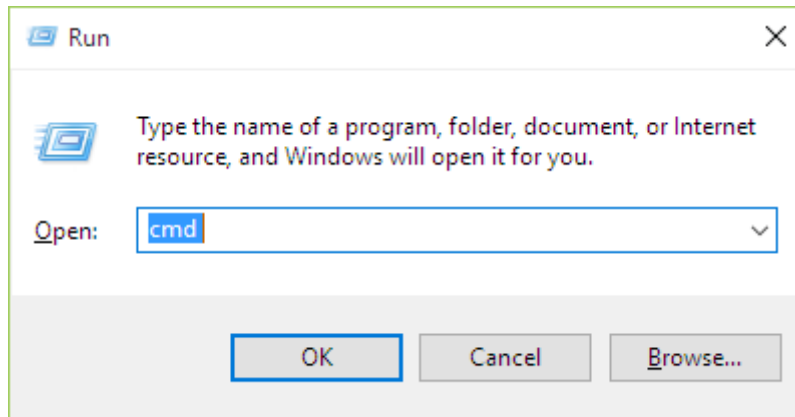 Run
Type the name of a program, folder, document, or Internet
resource, and Windows will open it for you.
Open: cmd
OK Cancel Browse...